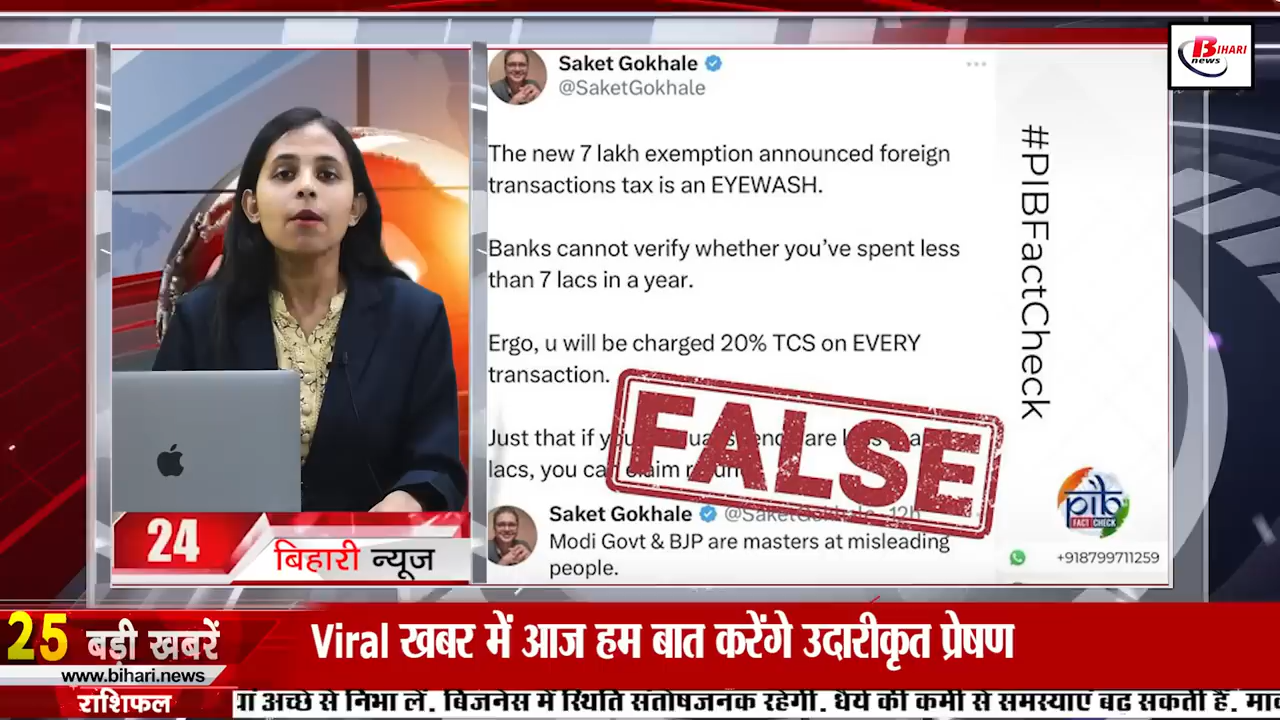 BIHARI
news
Saket Gokhale
@SaketGokhale
The new 7 lakh exemption announced foreign
transactions tax is an EYEWASH.
Banks cannot verify whether you've spent less
than 7 lacs in a year.
Ergo, u will be charged 20% TCS on EVERY
transaction.
Just that if
lacs, you can claim
FALSE
Saket Gokhale @SaketGokhale 12h
Modi Govt & BJP are masters at misleading
people.
#PIBFactCheck
pib
FACT CHECK
+918799711259
24
बिहारी न्यूज
25 बड़ी खबरें
www.bihari.news
Viral खबर में आज हम बात करेंगे उदारीकृत प्रेषण
राशिफल
अच्छे से निभा लें. बिजनेस में स्थिति संतोषजनक रहेगी. धैर्य की कमी से समस्याएं बढ़ सकती हैं.